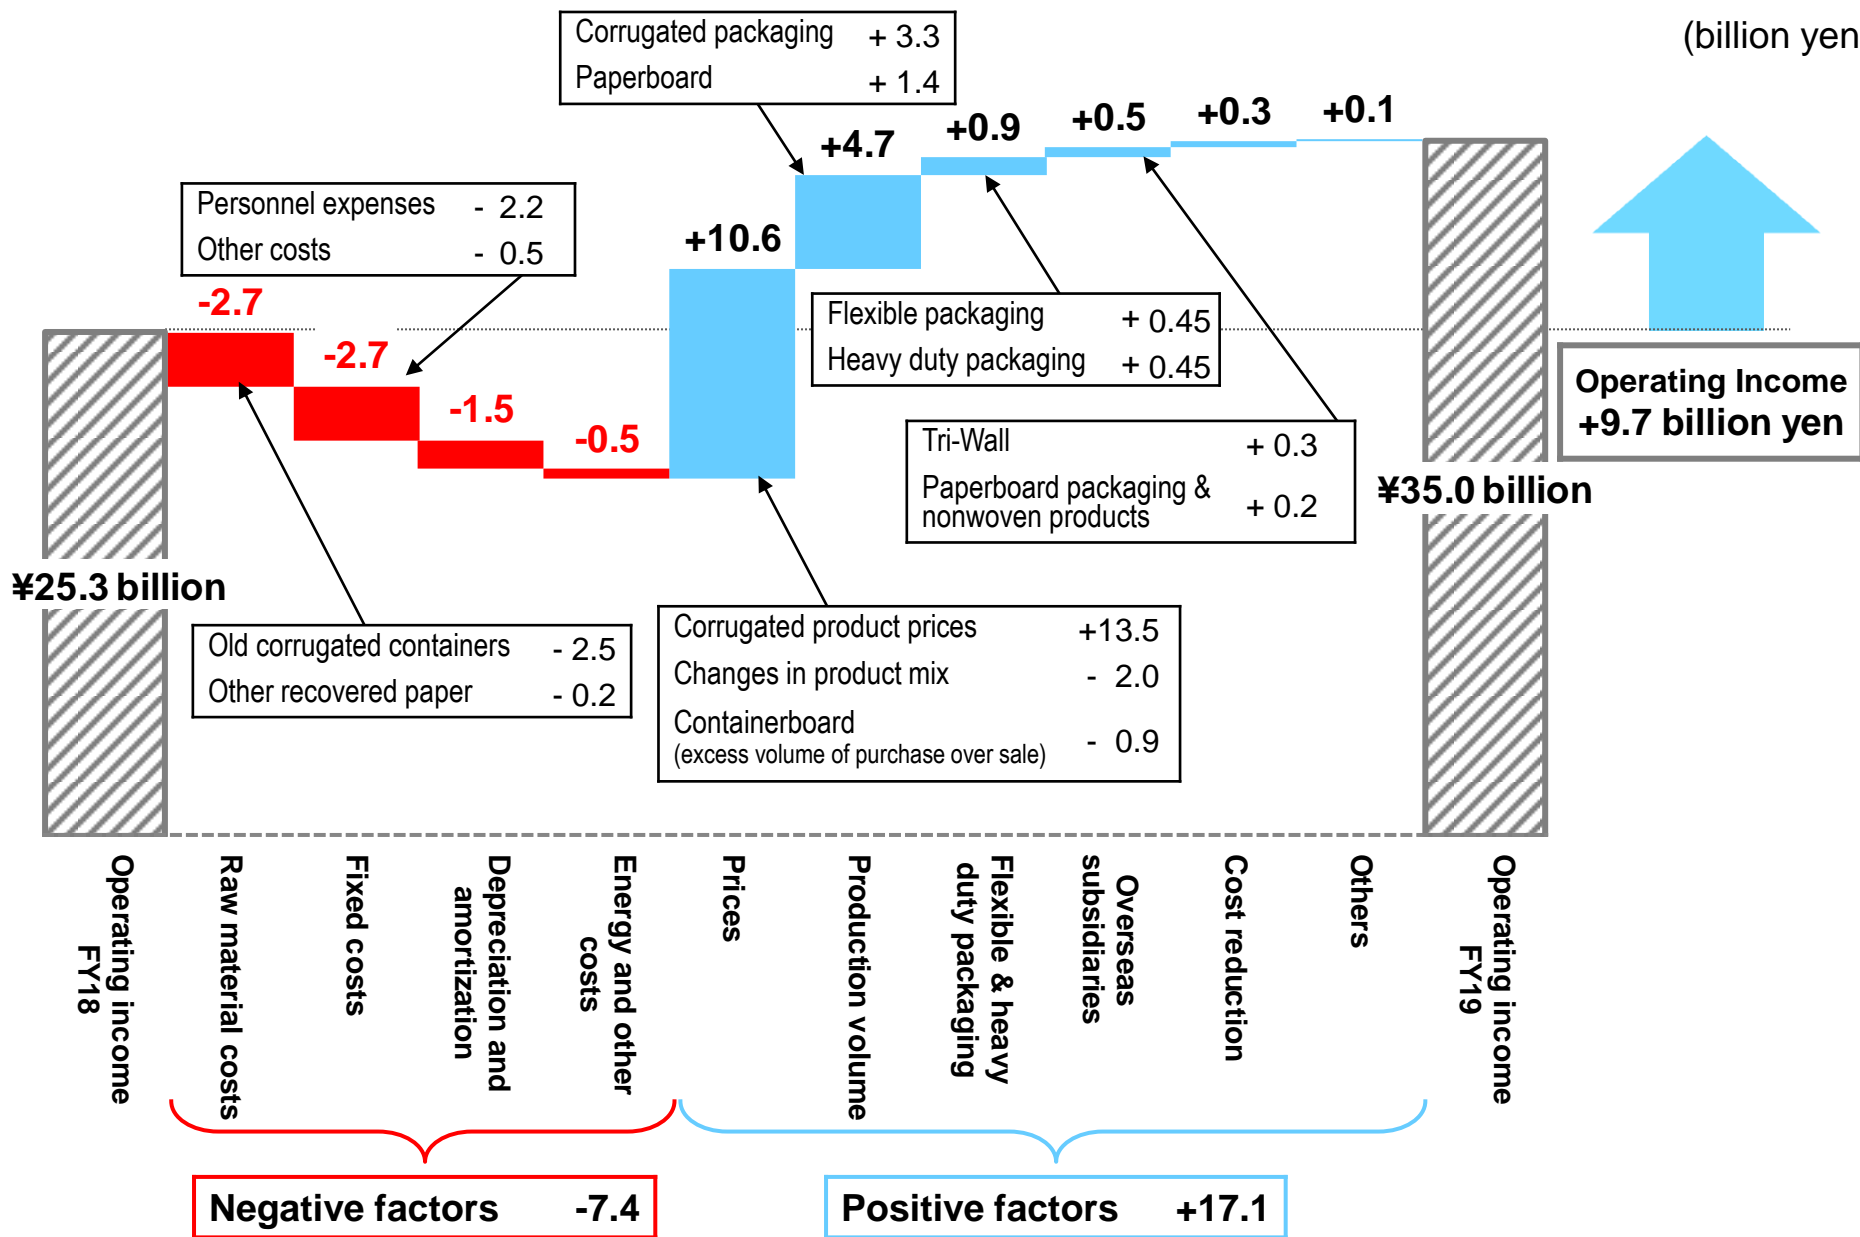 (billion yen
Corrugated packaging + 3.3
Paperboard + 1.4
+4.7
+0.9
+0.5
+0.3
+0.1
Personnel expenses - 2.2
Other costs - 0.5
+10.6
-2.7
-2.7
-1.5
-0.5
Flexible packaging + 0.45
Heavy duty packaging + 0.45
Operating Income
+9.7 billion yen
Tri-Wall + 0.3
Paperboard packaging &
nonwoven products + 0.2
¥35.0 billion
¥25.3 billion
Old corrugated containers - 2.5
Other recovered paper - 0.2
Corrugated product prices +13.5
Changes in product mix - 2.0
Containerboard
(excess volume of purchase over sale) - 0.9
Operating income
FY18
Raw material costs
Fixed costs
Depreciation and
amortization
Energy and other
costs
Prices
Production volume
Flexible & heavy
duty packaging
Overseas
subsidiaries
Cost reduction
Others
Operating income
FY19
Negative factors -7.4
Positive factors +17.1